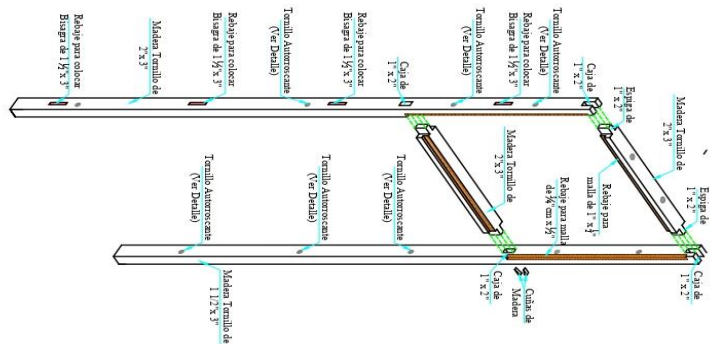 Rebaje para colocar
Bisagra de 1 ½"x 3"
Madera Tornillo de
2"x 3"
Rebaje para colocar
Bisagra de 1 ½"x 3"
Tornillo Autorroscante
(Ver Detalle)
Rebaje para colocar
Bisagra de 1 ½"x 3"
Caja de
1" x 2"
Tornillo Autorroscante
(Ver Detalle)
Rebaje para colocar
Bisagra de 1 ½"x 3"
Tornillo Autorroscante
(Ver Detalle)
Caja de
1" x 2"
Espiga de
1" x 2"
Madera Tornillo de
2"x 3"
Madera Tornillo de
2"x 3"
Rebaje para malla
de ¼" cm x ½"
Rebaje para
malla de 1" x
Espiga de
1" x 2"
Tornillo Autorroscante
(Ver Detalle)
Tornillo Autorroscante
(Ver Detalle)
Tornillo Autorroscante
(Ver Detalle)
Madera Tornillo de
1 1/2"x 3"
Caja de
1" x 2"
Cuñas de
Madera
Caja de
1" x 2"